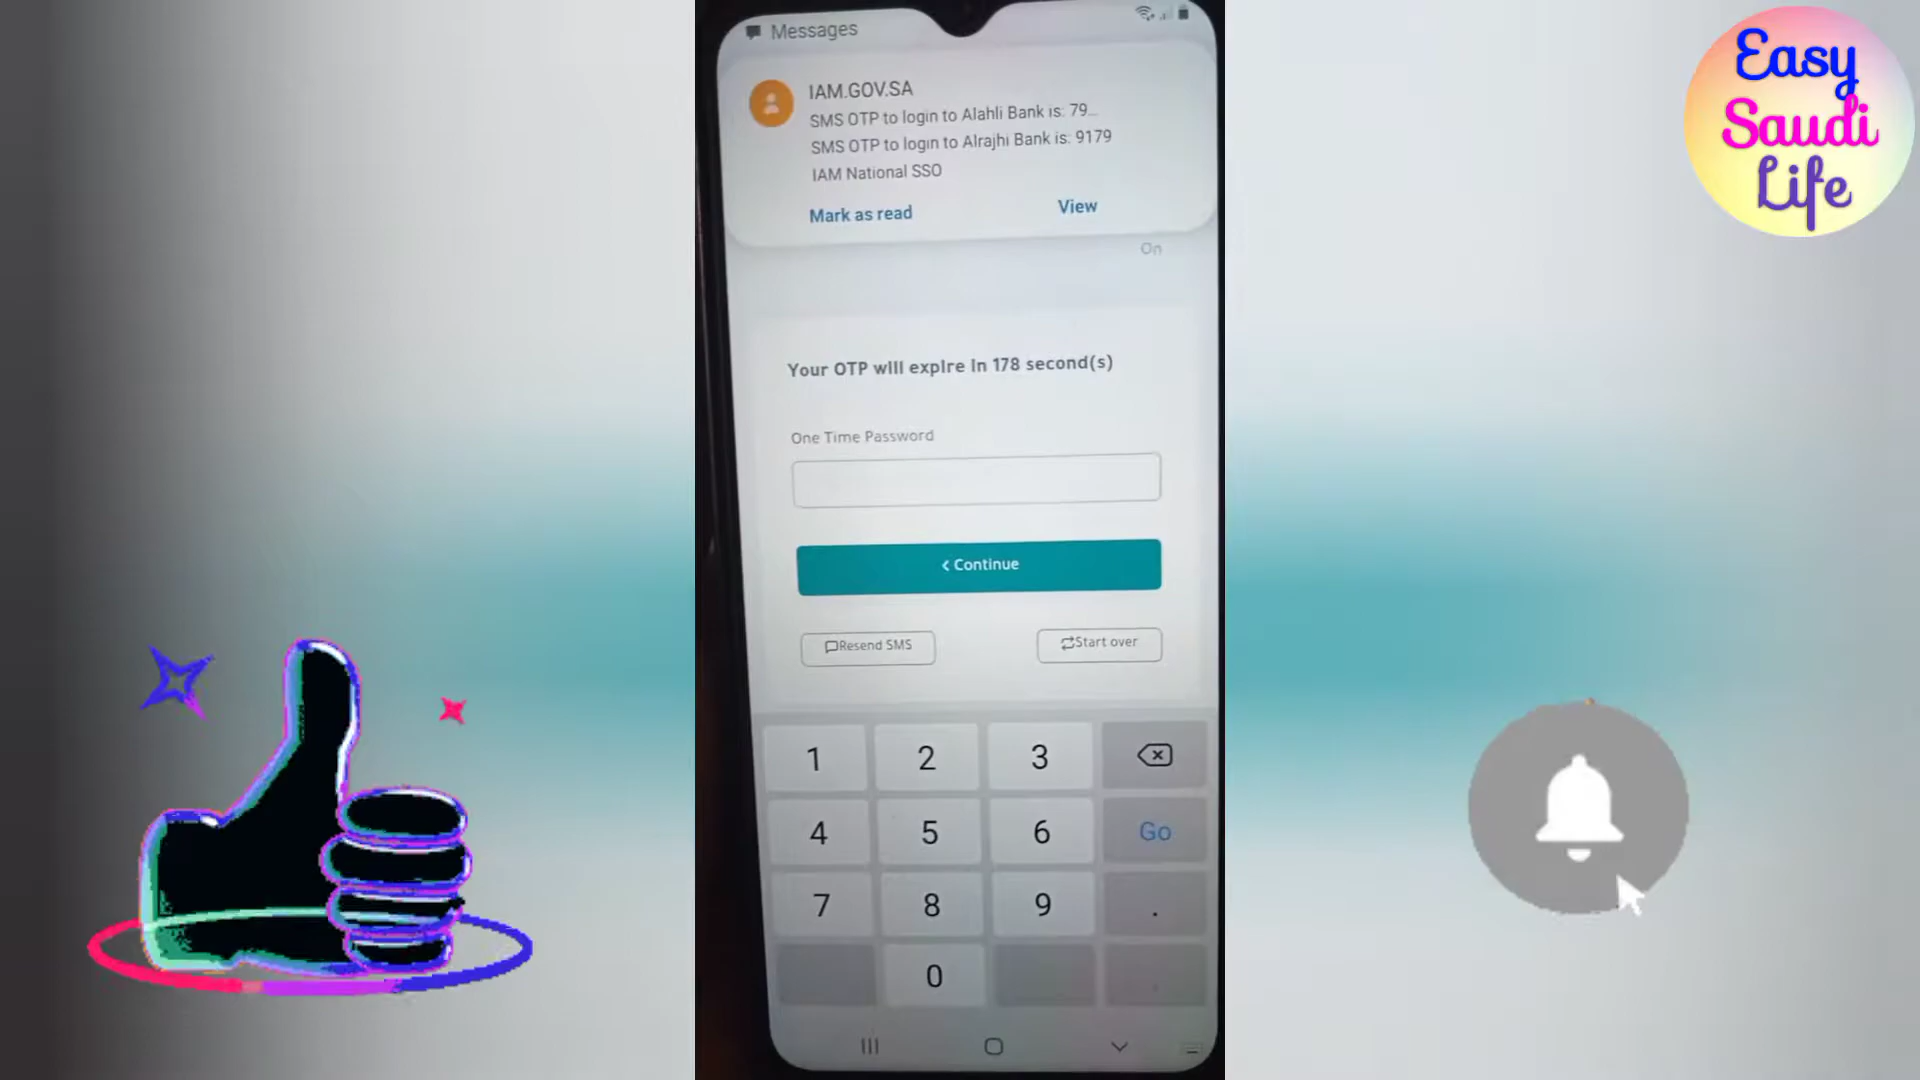 Messages
IAM.GOV.SA
SMS OTP to login to Alahli Bank is: 79...
SMS OTP to login to Alrajhi Bank is: 9179
IAM National SSO
Mark as read
View
On
Your OTP will expire in 178 second(s)
One Time Password
< Continue
Resend SMS
Start over
1 2 3
4 5 6 Go
7 8 9 .
0
Easy
Saudi
Life